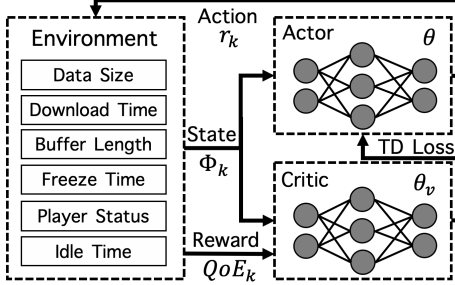 Environment
Data Size
Download Time
Buffer Length
Freeze Time
Player Status
Idle Time
Action
r_k
State
Φ_k
Reward
QoE_k
Actor
θ
TD Loss
Critic
θ_v